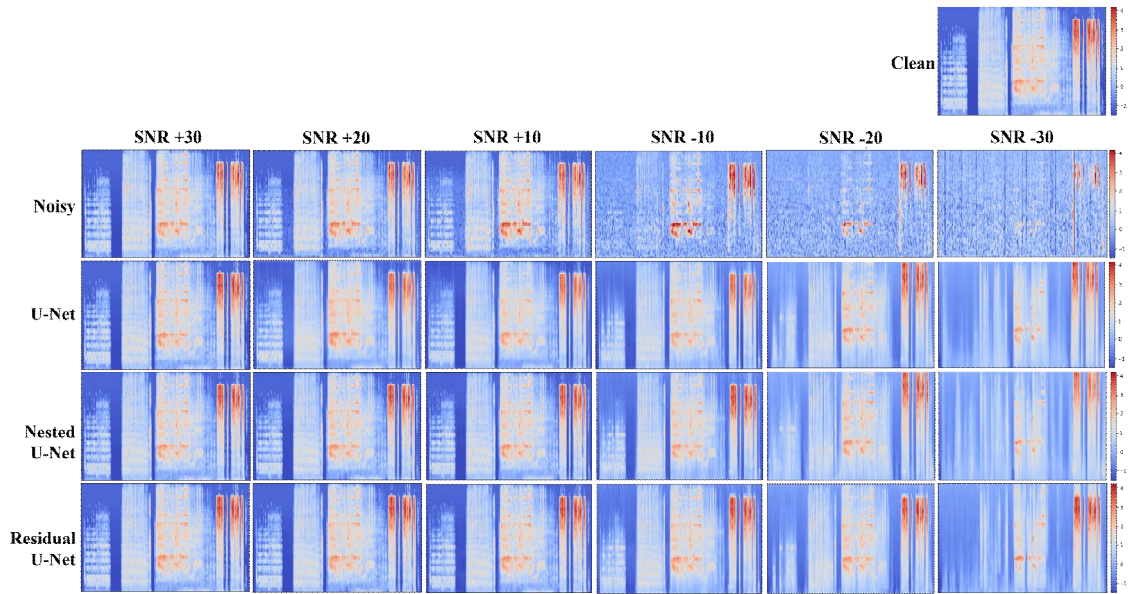 Clean
SNR +30 SNR +20 SNR +10 SNR -10 SNR -20 SNR -30
Noisy
U-Net
Nested
U-Net
Residual
U-Net